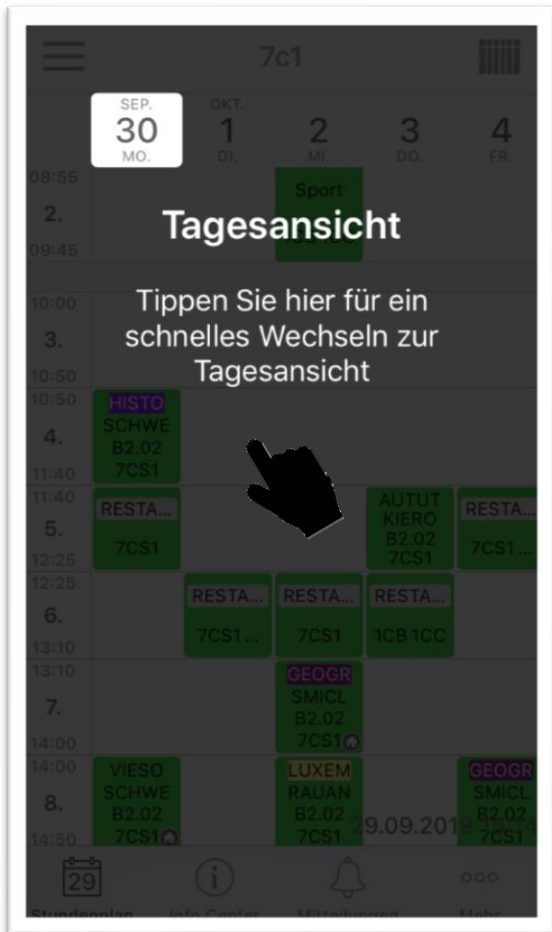 7c1
SEP. OKT.
30 1 2 3 4
MO. DI. MI. DO. FR.
08:55
Sport
2.
Tagesansicht
09:45
10:00
Tippen Sie hier für ein
3. schnelles Wechseln zur
10:50 Tagesansicht
10:50 HISTO
SCHWE
4. B2.02
11:40 7CS1
11:40 RESTA... AUTUT RESTA...
5. KIERO
B2.02
12:25 7CS1 7CS1 7CS1 ...
12:25 RESTA... RESTA... RESTA...
6.
13:10 7CS1 ... 7CS1 1CB.1CC
13:10 GEOGR
7. SMICL
B2.02
14:00 7CS1
14:00 VIESO LUXEM GEOGR
8. SCHWE RAUAN SMICL
B2.02 B2.02 B2.02
14:50 7CS1 7CS1 7CS1
29
Stundenplan Info Center Mitteilungen Mehr